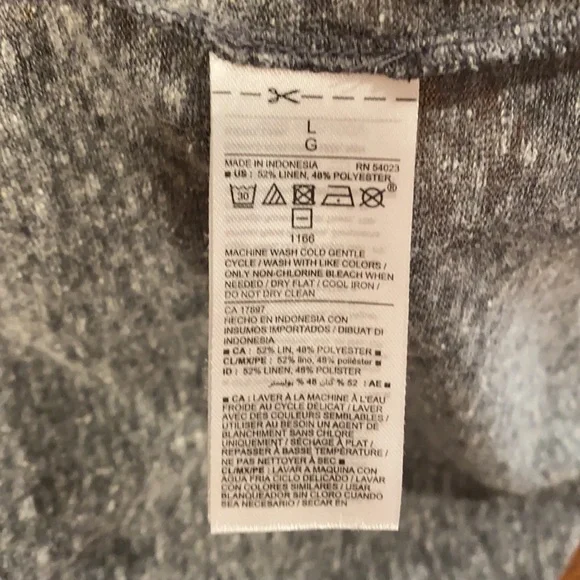 L
G
MADE IN INDONESIA RN 54023
■ US : 52% LINEN, 48% POLYESTER
30 ®
1166
MACHINE WASH COLD GENTLE
CYCLE / WASH WITH LIKE COLORS /
ONLY NON-CHLORINE BLEACH WHEN
NEEDED / DRY FLAT / COOL IRON /
DO NOT DRY CLEAN
CA 17897
HECHO EN INDONESIA CON
INSUMOS IMPORTADOS / DIBUAT DI
INDONESIA
■ CA : 52% LIN, 48% POLYESTER ■
CL/MX/PE : 52% lino, 48% poliéster ■
ID : 52% LINEN, 48% POLISTER
■ AE : 52 % كتان 48 % بوليستر
■ CA : LAVER À LA MACHINE À L'EAU
FROIDE AU CYCLE DÉLICAT / LAVER
AVEC DES COULEURS SEMBLABLES /
UTILISER AU BESOIN UN AGENT DE
BLANCHIMENT SANS CHLORE
UNIQUEMENT / SÉCHAGE À PLAT /
REPASSER À BASSE TEMPÉRATURE /
NE PAS NETTOYER À SEC ■
CL/MX/PE : LAVAR A MAQUINA CON
AGUA FRIA CICLO DELICADO / LAVAR
CON COLORES SIMILARES / USAR
BLANQUEADOR SIN CLORO CUANDO
SEA NECESARIO / SECAR EN